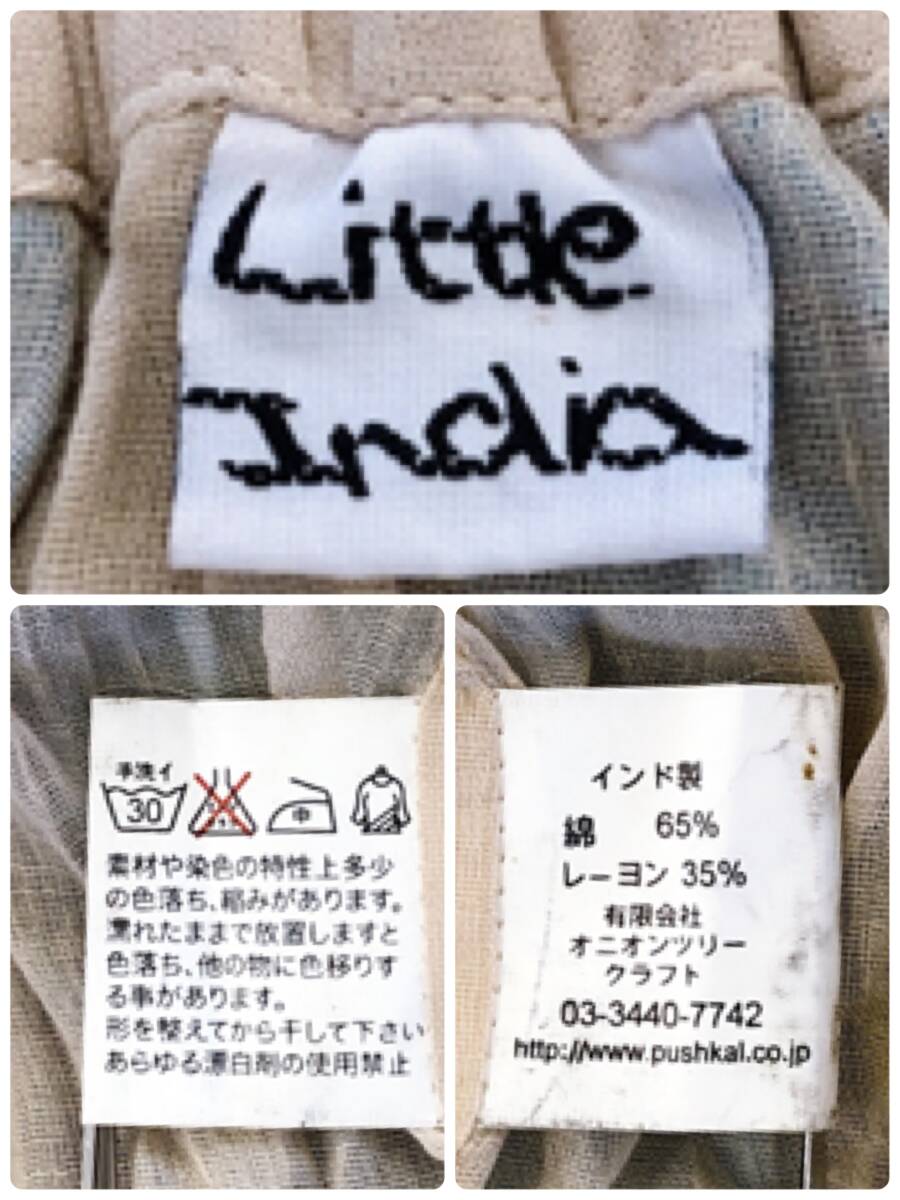 Little
India
手洗イ
30
中
素材や染色の特性上多少
の色落ち、縮みがあります。
濡れたままで放置しますと
色落ち、他の物に色移りす
る事があります。
形を整えてから干して下さい
あらゆる漂白剤の使用禁止
インド製
綿 65%
レーヨン 35%
有限会社
オニオンツリー
クラフト
03-3440-7742
http://www.pushkal.co.jp